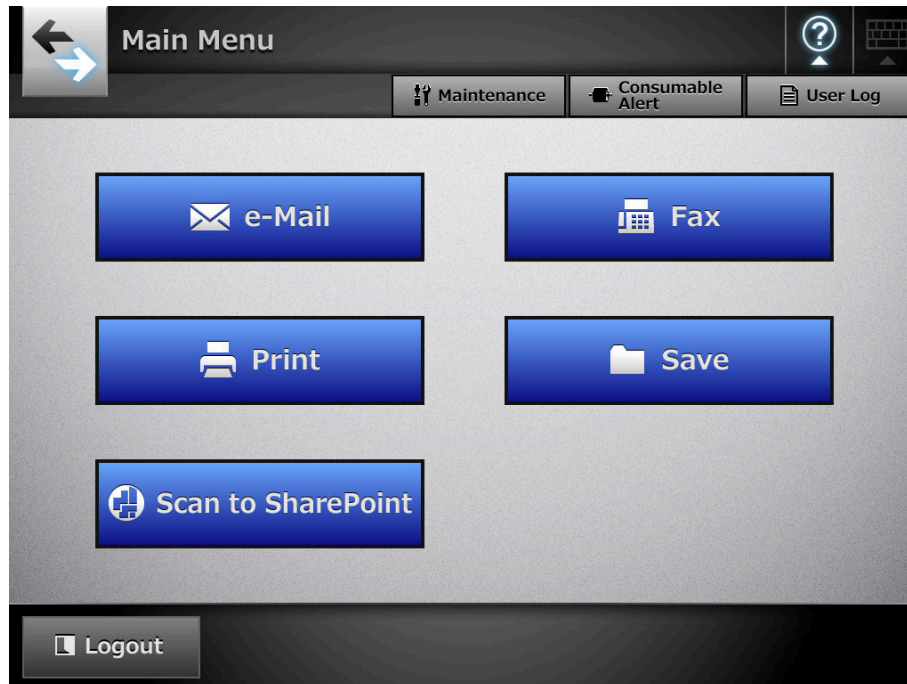 Main Menu
?
Maintenance
Consumable
Alert
User Log
e-Mail
Fax
Print
Save
Scan to SharePoint
Logout